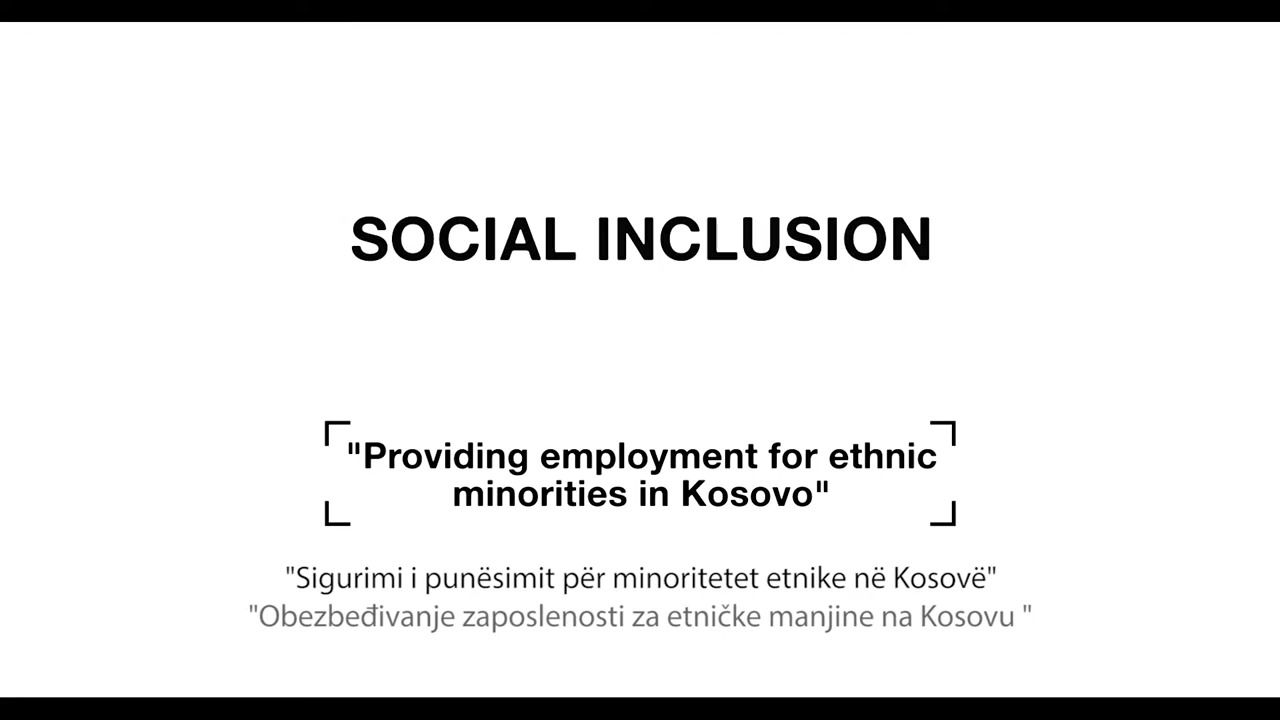 SOCIAL INCLUSION
"Providing employment for ethnic
minorities in Kosovo"
"Sigurimi i punësimit për minoritetet etnike në Kosovë"
"Obezbeđivanje zaposlenosti za etničke manjine na Kosovu "